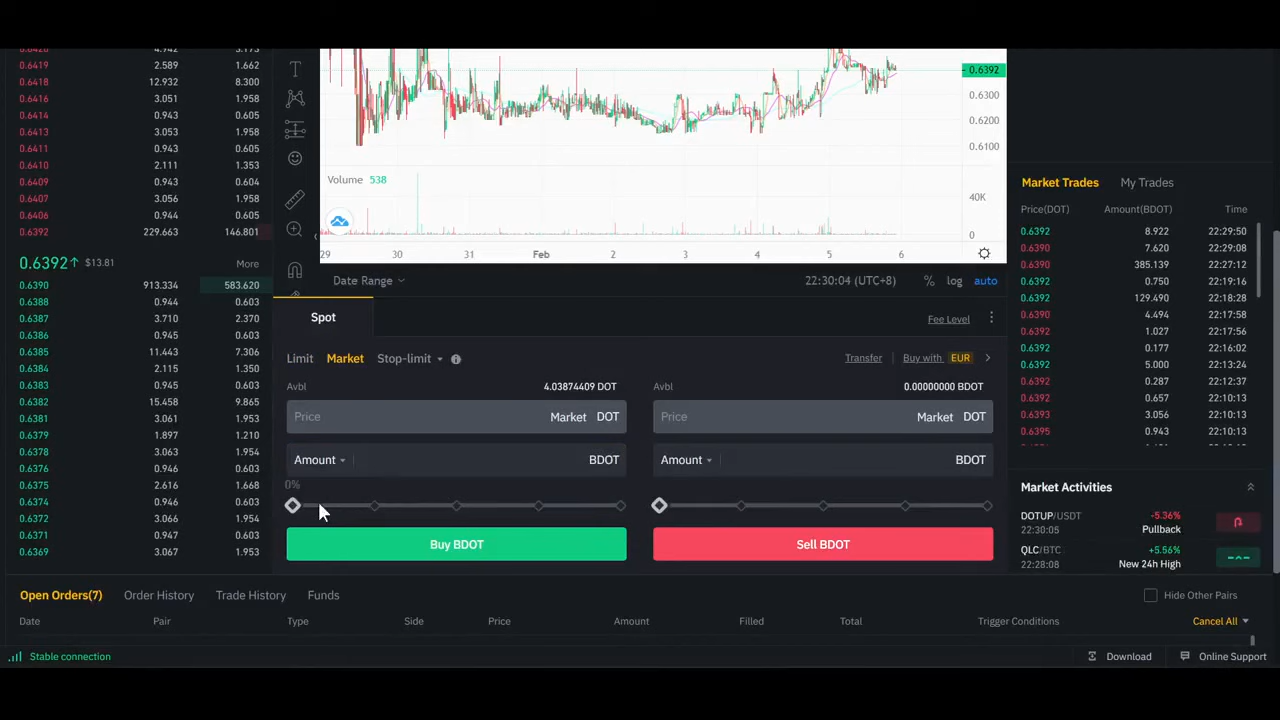 0.6419 2.589 1.662
0.6418 12.932 8.300
0.6416 3.051 1.958
0.6414 0.943 0.605
0.6413 3.053 1.958
0.6411 0.943 0.605
0.6410 2.111 1.353
0.6409 0.943 0.604
0.6407 3.056 1.958
0.6406 0.944 0.605
0.6392 229.663 146.801
0.6392↑ $13.81 More
0.6390 913.334 583.620
0.6388 0.944 0.603
0.6387 3.710 2.370
0.6386 0.945 0.603
0.6385 11.443 7.306
0.6384 2.115 1.350
0.6383 0.945 0.603
0.6382 15.458 9.865
0.6381 3.061 1.953
0.6379 1.897 1.210
0.6378 3.063 1.954
0.6376 0.946 0.603
0.6375 2.616 1.668
0.6374 0.946 0.603
0.6372 3.066 1.954
0.6371 0.947 0.603
0.6369 3.067 1.953
0.6392
0.6300
0.6200
0.6100
Volume 538
40K
0
29 30 31 Feb 2 3 4 5 6
Date Range 22:30:04 (UTC+8) % log auto
Spot
Fee Level
Limit Market Stop-limit
Transfer Buy with EUR
Avbl 4.03874409 DOT
Price Market DOT
Amount BDOT
0%
Buy BDOT
Avbl 0.00000000 BDOT
Price Market DOT
Amount BDOT
Sell BDOT
Market Trades My Trades
Price(DOT) Amount(BDOT) Time
0.6392 8.922 22:29:50
0.6390 7.620 22:29:08
0.6390 385.139 22:27:12
0.6392 0.750 22:19:16
0.6392 129.490 22:18:28
0.6390 4.494 22:17:58
0.6391 1.027 22:17:56
0.6392 0.177 22:16:02
0.6392 5.000 22:13:24
0.6392 0.287 22:12:37
0.6392 0.657 22:10:13
0.6393 3.056 22:10:13
0.6395 0.943 22:10:13
Market Activities
DOTUP/USDT -5.36%
22:30:05 Pullback
QLC/BTC +5.56%
22:28:08 New 24h High
Open Orders(7) Order History Trade History Funds Hide Other Pairs
Date Pair Type Side Price Amount Filled Total Trigger Conditions Cancel All
Stable connection Download Online Support